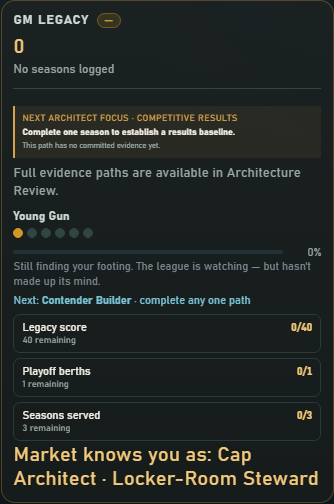 GM LEGACY —
0
No seasons logged
NEXT ARCHITECT FOCUS · COMPETITIVE RESULTS
Complete one season to establish a results baseline.
This path has no committed evidence yet.
Full evidence paths are available in Architecture
Review.
Young Gun
0%
Still finding your footing. The league is watching — but hasn't
made up its mind.
Next: Contender Builder · complete any one path
Legacy score 0/40
40 remaining
Playoff berths 0/1
1 remaining
Seasons served 0/3
3 remaining
Market knows you as: Cap
Architect · Locker-Room Steward